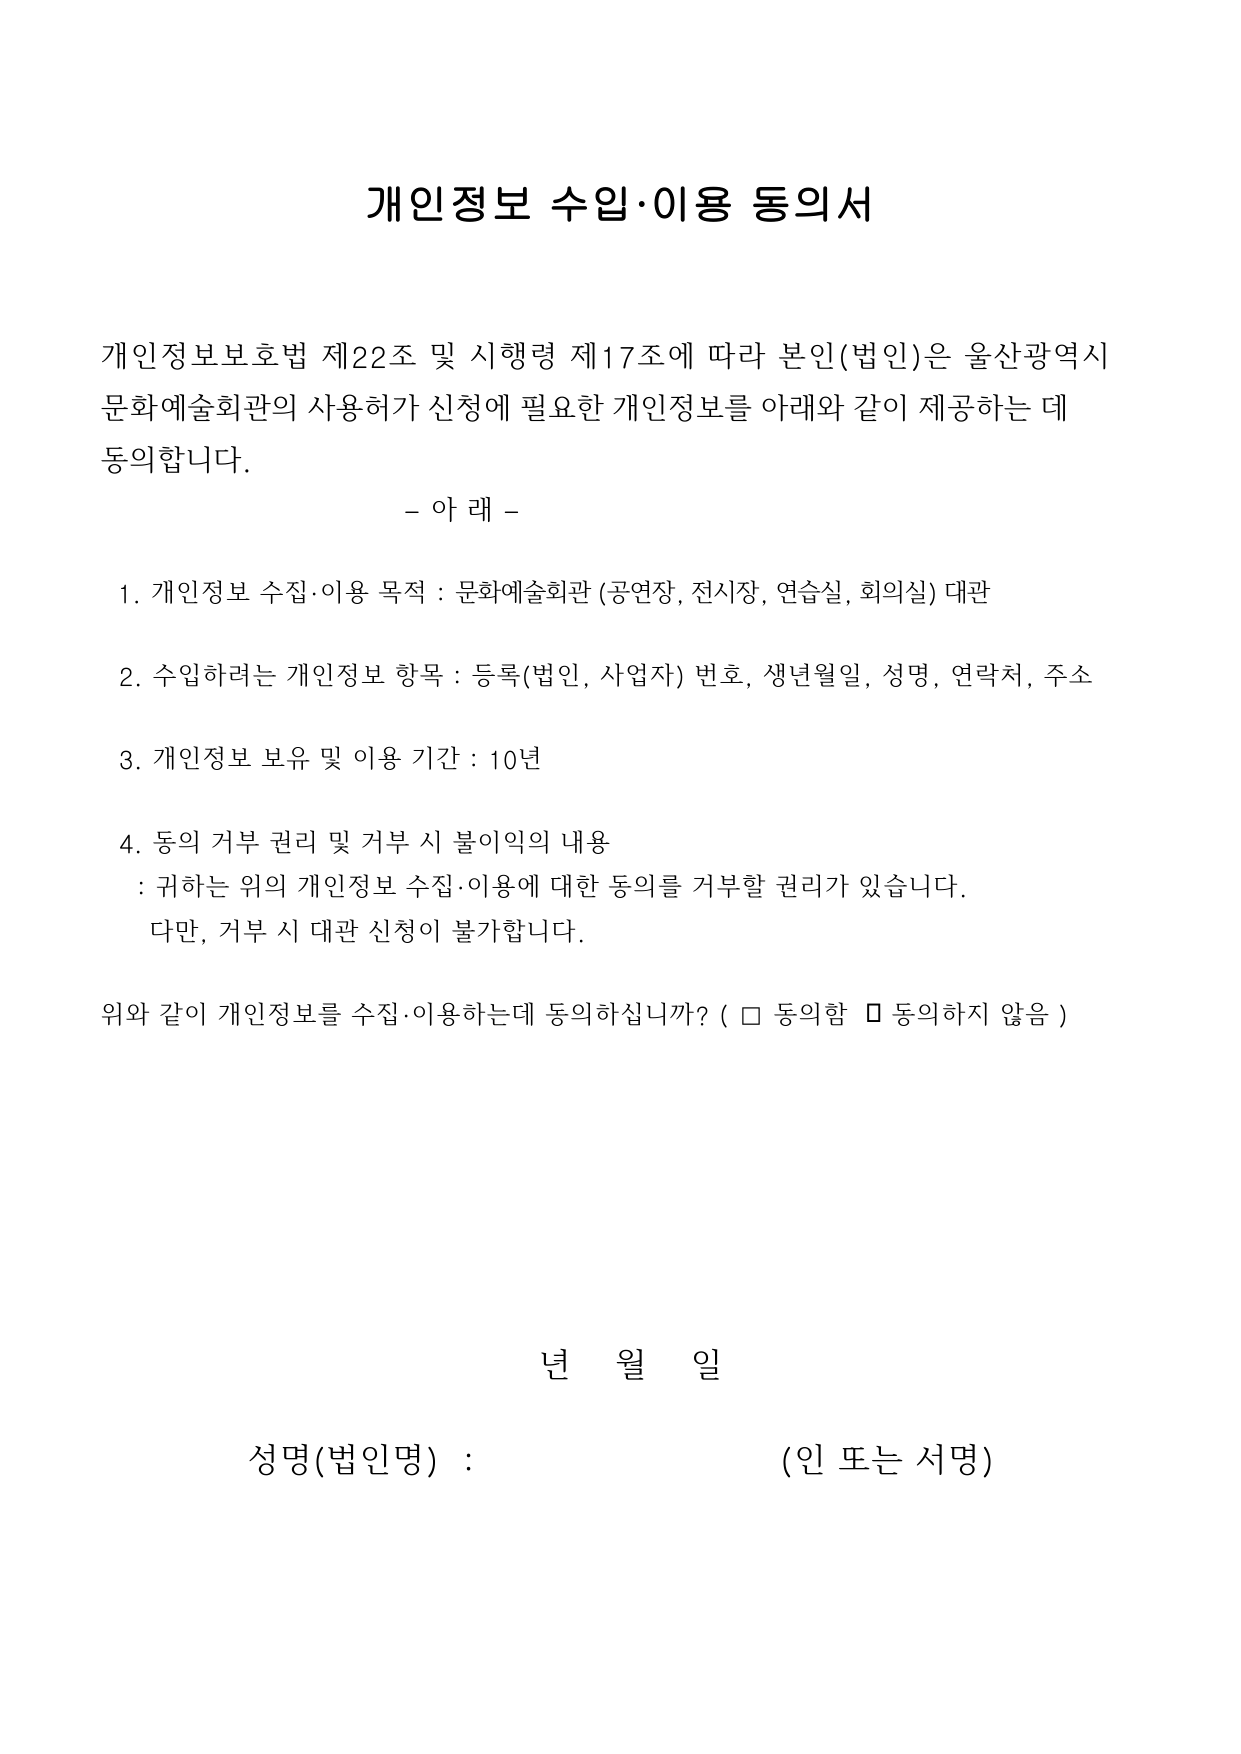 개인정보 수입·이용 동의서
개인정보보호법 제22조 및 시행령 제17조에 따라 본인(법인)은 울산광역시
문화예술회관의 사용허가 신청에 필요한 개인정보를 아래와 같이 제공하는 데
동의합니다.
– 아 래 –
1. 개인정보 수집·이용 목적 : 문화예술회관 (공연장, 전시장, 연습실, 회의실) 대관
2. 수입하려는 개인정보 항목 : 등록(법인, 사업자) 번호, 생년월일, 성명, 연락처, 주소
3. 개인정보 보유 및 이용 기간 : 10년
4. 동의 거부 권리 및 거부 시 불이익의 내용
: 귀하는 위의 개인정보 수집·이용에 대한 동의를 거부할 권리가 있습니다.
다만, 거부 시 대관 신청이 불가합니다.
위와 같이 개인정보를 수집·이용하는데 동의하십니까? ( □ 동의함 □ 동의하지 않음 )
년 월 일
성명(법인명) : (인 또는 서명)